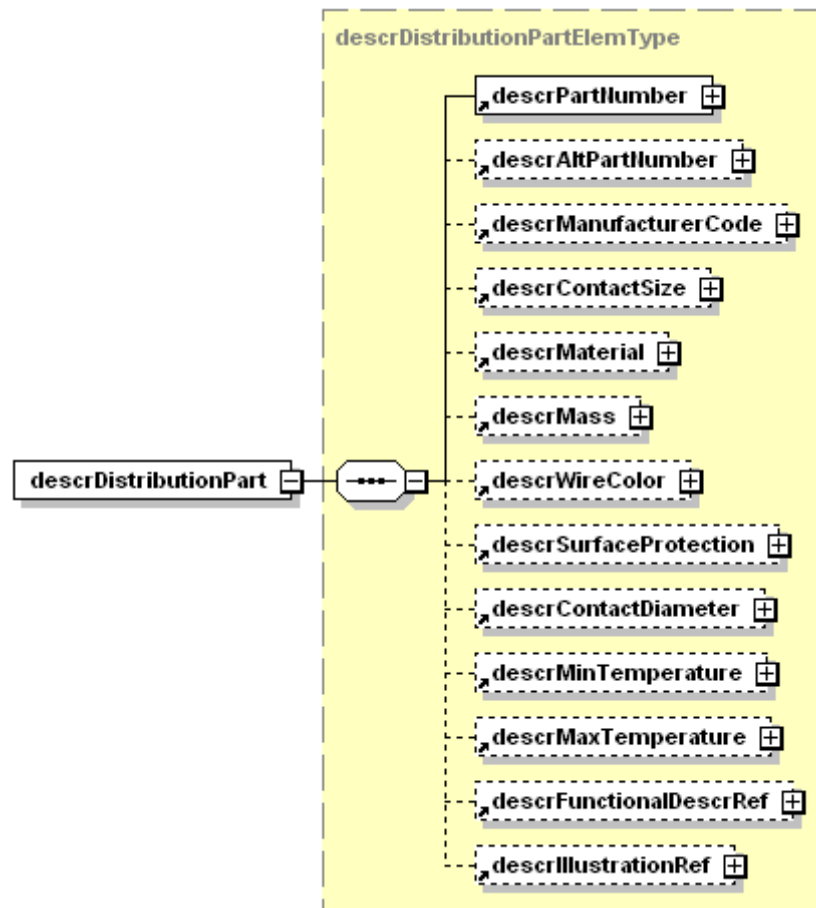 descrDistributionPartElemType
descrPartNumber
descrAltPartNumber
descrManufacturerCode
descrContactSize
descrMaterial
descrMass
descrDistributionPart
descrWireColor
descrSurfaceProtection
descrContactDiameter
descrMinTemperature
descrMaxTemperature
descrFunctionalDescrRef
descrIllustrationRef